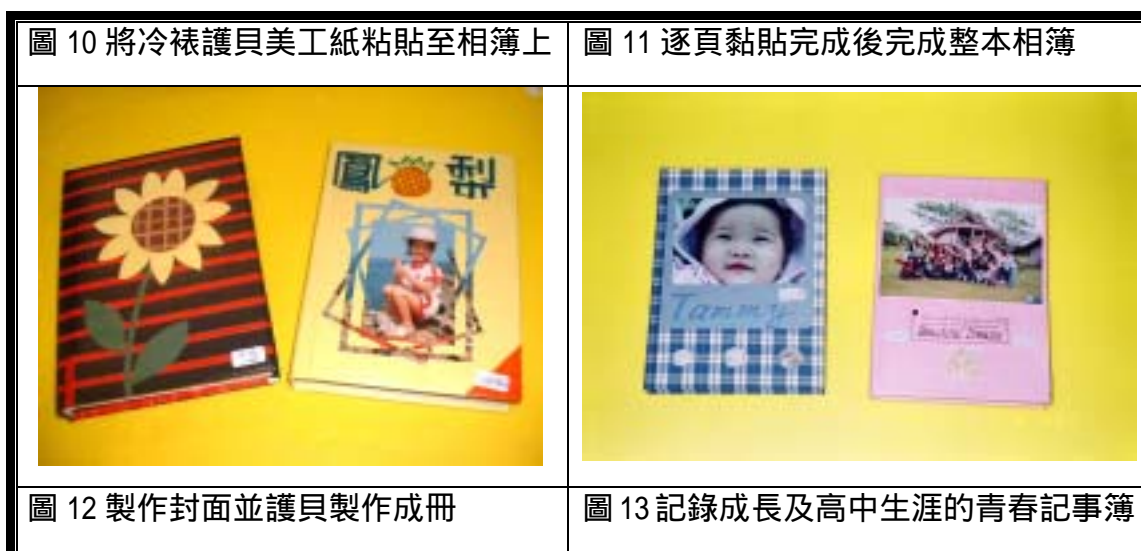 圖 10 將冷裱護貝美工紙粘貼至相簿上
圖 11 逐頁黏貼完成後完成整本相簿
Tammy
圖 12 製作封面並護貝製作成冊
圖 13 記錄成長及高中生涯的青春記事簿